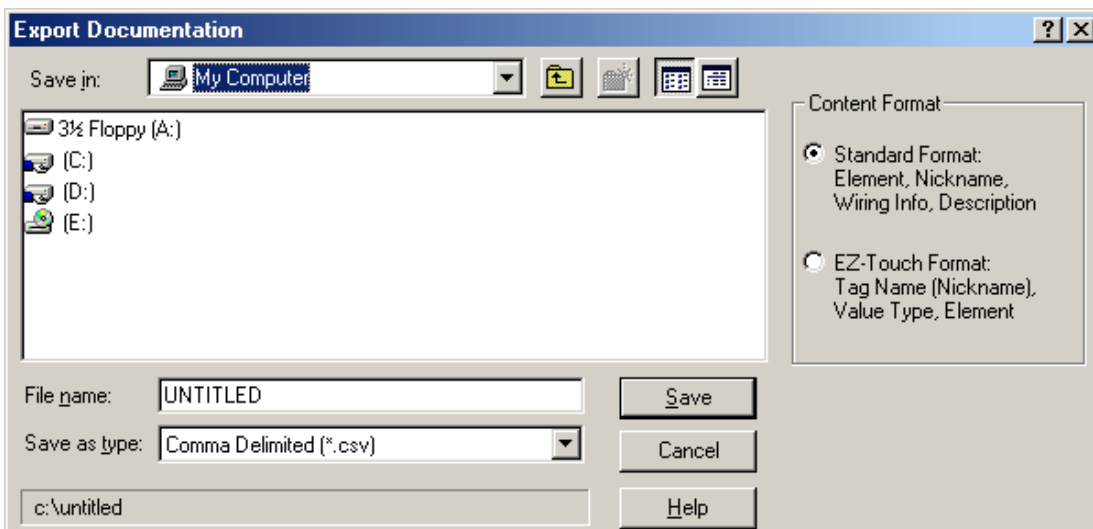 Export Documentation
Save in:
My Computer
3½ Floppy (A:)
(C:)
(D:)
(E:)
Content Format
Standard Format:
Element, Nickname,
Wiring Info, Description
EZ-Touch Format:
Tag Name (Nickname),
Value Type, Element
File name:
UNTITLED
Save
Save as type:
Comma Delimited (*.csv)
Cancel
c:\untitled
Help